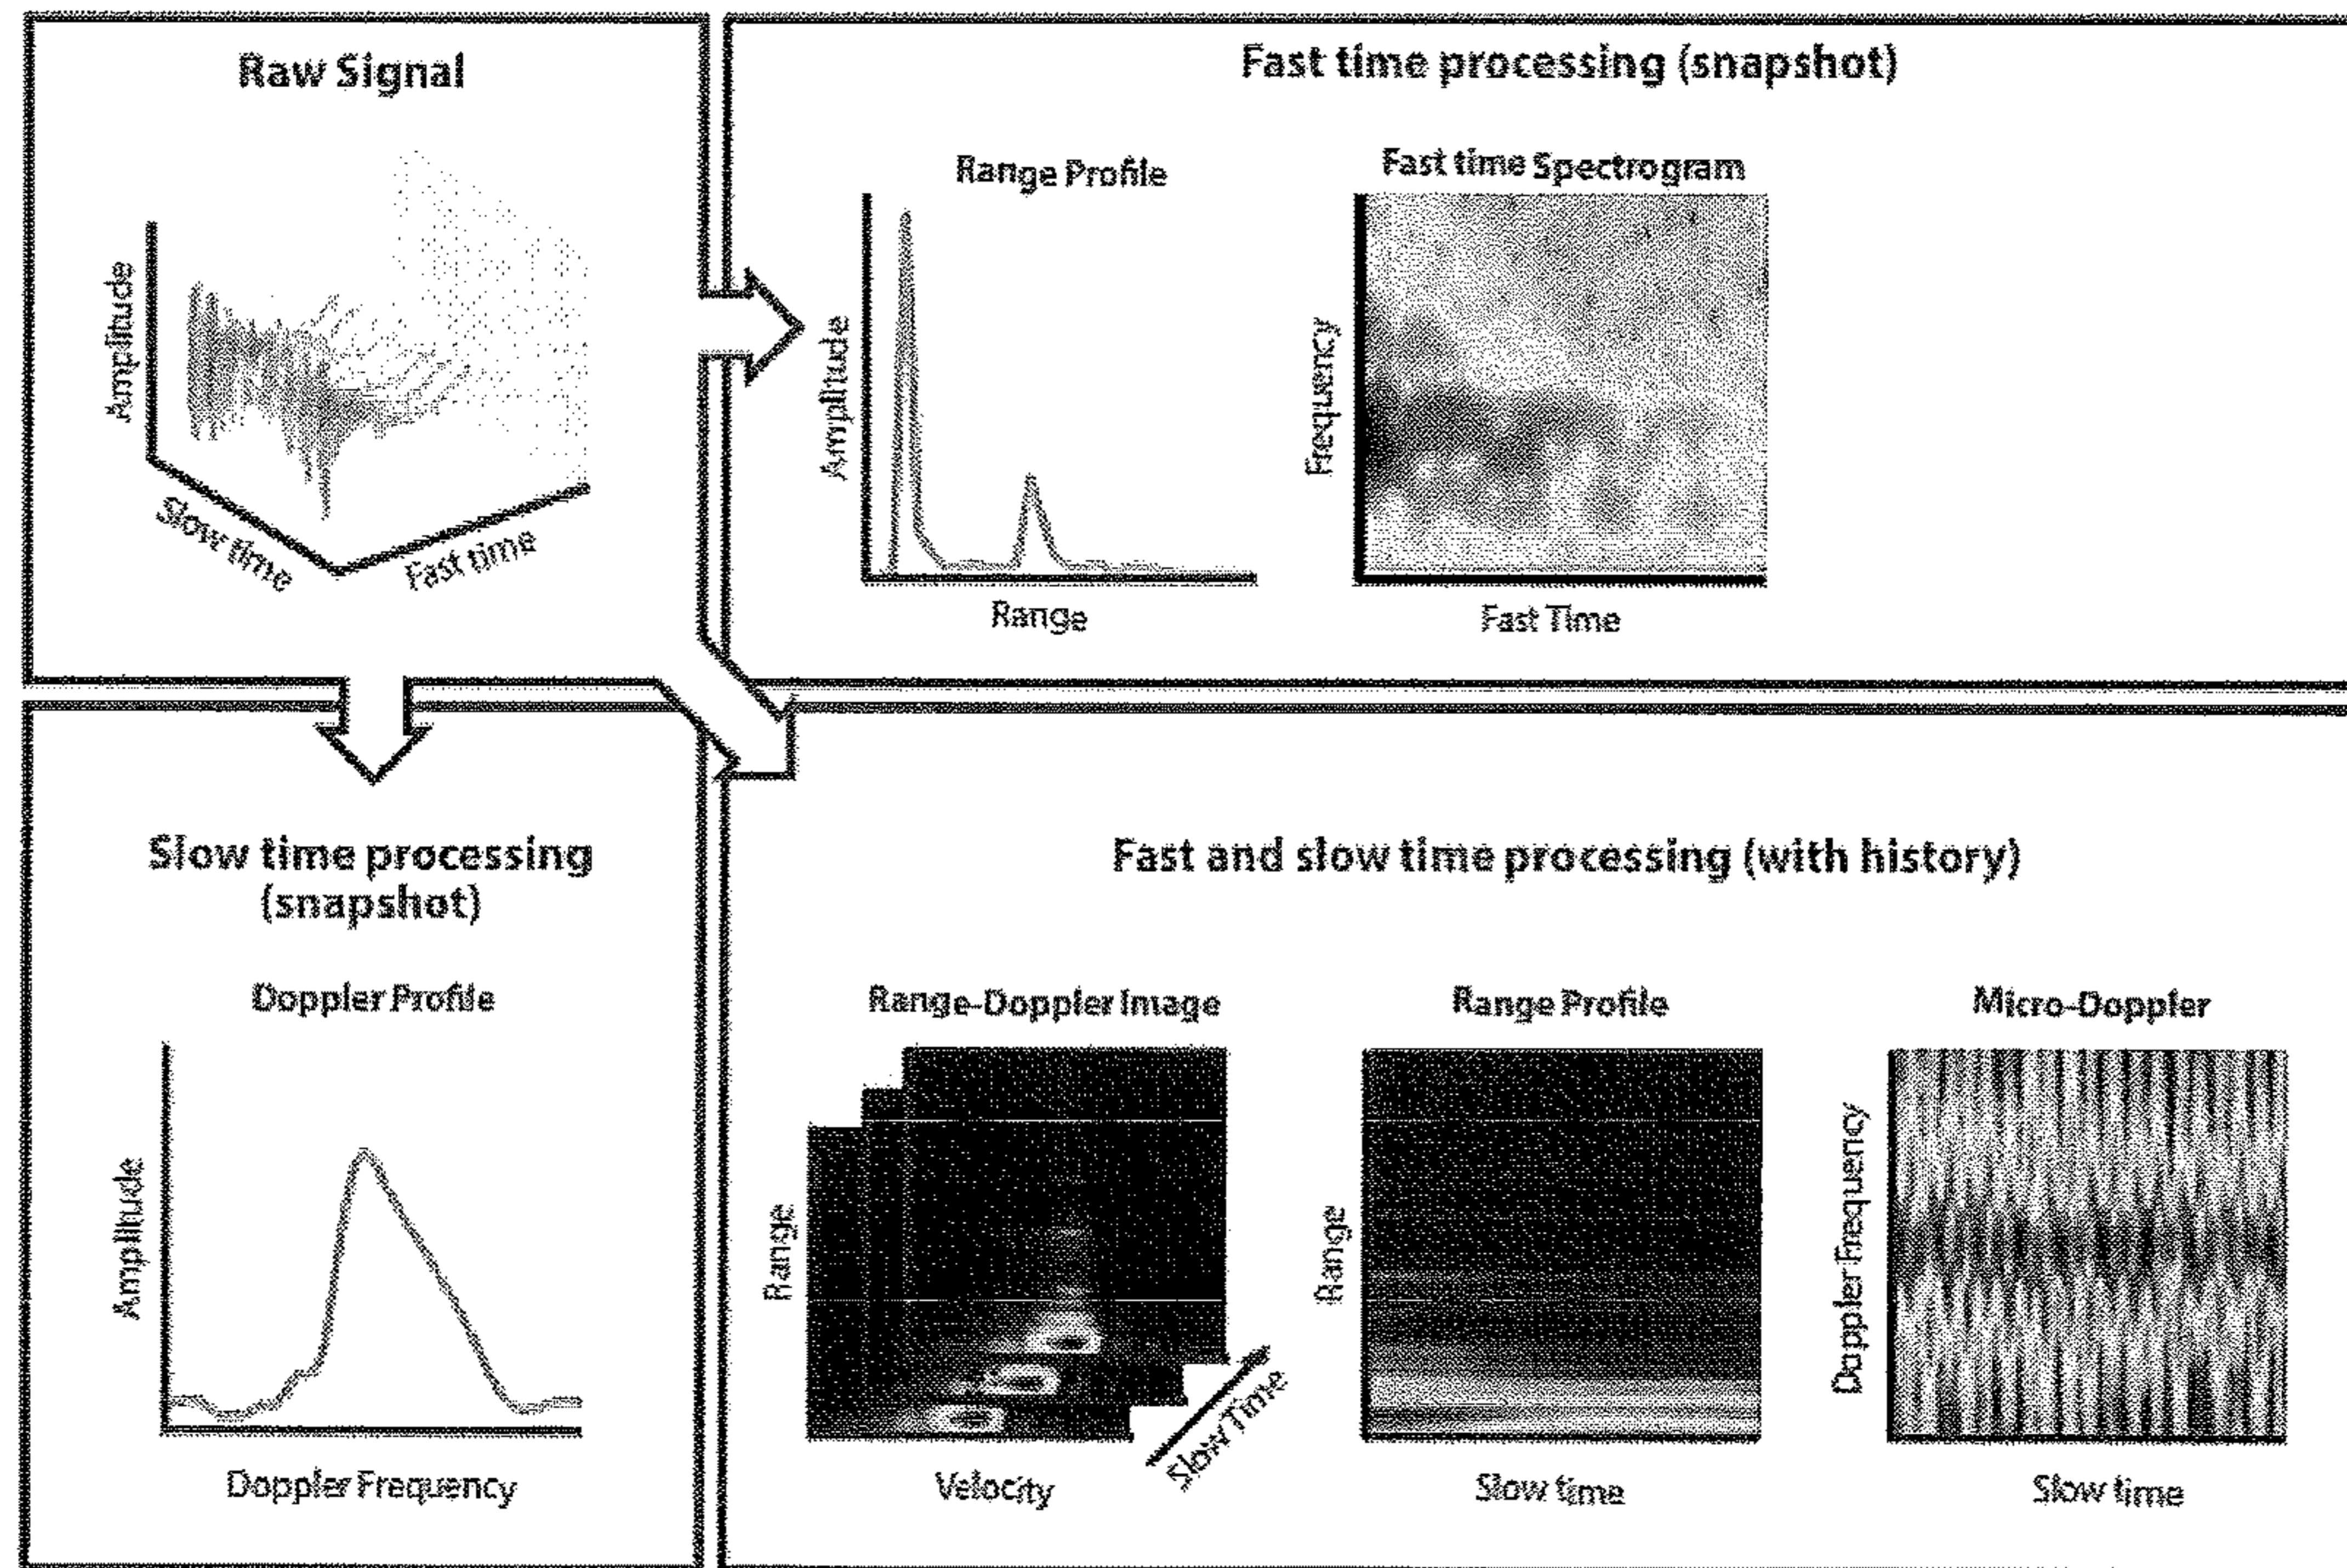 Raw Signal
Amplitude
Slow time
Fast time
Fast time processing (snapshot)
Range Profile
Amplitude
Range
Fast time Spectrogram
Frequency
Fast Time
Slow time processing
(snapshot)
Doppler Profile
Amplitude
Doppler Frequency
Fast and slow time processing (with history)
Range-Doppler Image
Range
Velocity
Slow Time
Range Profile
Range
Slow time
Micro-Doppler
Doppler Frequency
Slow time